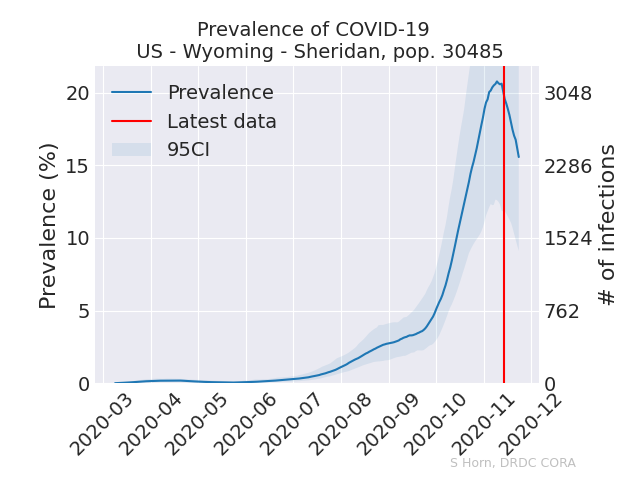 Prevalence of COVID-19
US - Wyoming - Sheridan, pop. 30485
Prevalence
Latest data
95CI
Prevalence (%)
20
15
10
5
0
3048
2286
1524
762
0
# of infections
2020-03
2020-04
2020-05
2020-06
2020-07
2020-08
2020-09
2020-10
2020-11
2020-12
S Horn, DRDC CORA